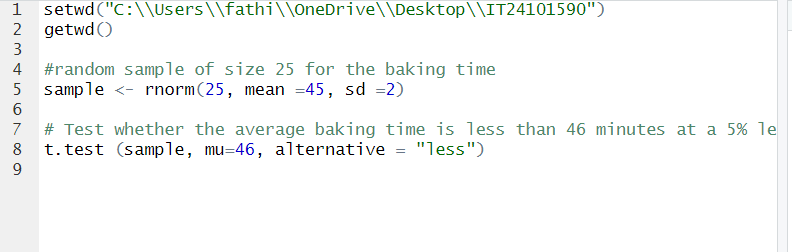 1 setwd("C:\\Users\\fathi\\OneDrive\\Desktop\\IT24101590")
2 getwd()
3
4 #random sample of size 25 for the baking time
5 sample <- rnorm(25, mean =45, sd =2)
6
7 # Test whether the average baking time is less than 46 minutes at a 5% le
8 t.test (sample, mu=46, alternative = "less")
9